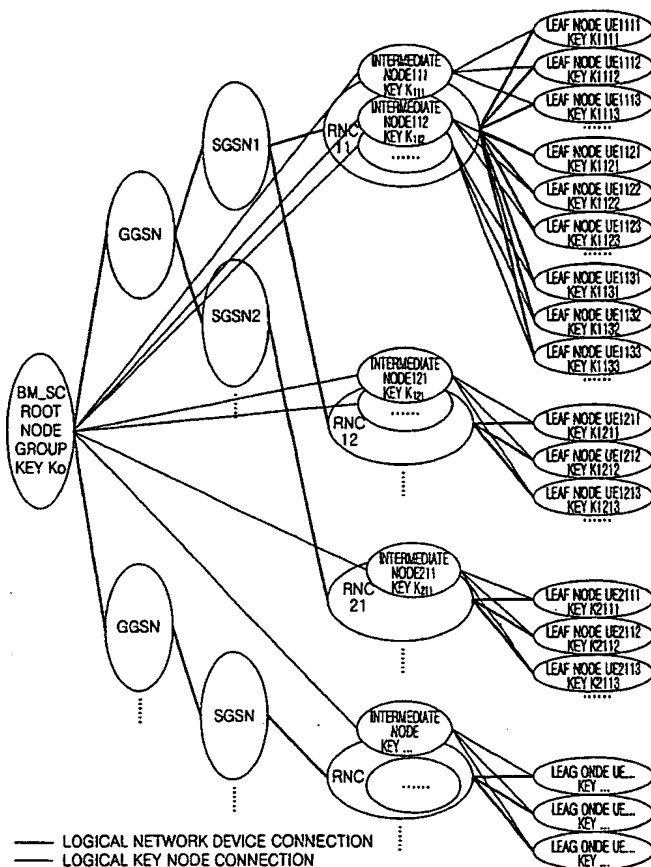 BM_SC
ROOT
NODE
GROUP
KEY Ko
GGSN
GGSN
SGSN1
SGSN2
SGSN
INTERMEDIATE
NODE111
KEY K111
RNC
11
INTERMEDIATE
NODE112
KEY K112
......
INTERMEDIATE
NODE121
KEY K121
......
RNC
12
INTERMEDIATE
NODE211
KEY K211
RNC
21
INTERMEDIATE
NODE
KEY ...
RNC
......
LEAF NODE UE1111
KEY K1111
LEAF NODE UE1112
KEY K1112
LEAF NODE UE1113
KEY K1113
......
LEAF NODE UE1121
KEY K1121
LEAF NODE UE1122
KEY K1122
LEAF NODE UE1123
KEY K1123
......
LEAF NODE UE1131
KEY K1131
LEAF NODE UE1132
KEY K1132
LEAF NODE UE1133
KEY K1133
......
LEAF NODE UE1211
KEY K1211
LEAF NODE UE1212
KEY K1212
LEAF NODE UE1213
KEY K1213
......
LEAF NODE UE2111
KEY K2111
LEAF NODE UE2112
KEY K2112
LEAF NODE UE2113
KEY K2113
......
LEAG ONDE UE...
KEY ...
LEAG ONDE UE...
KEY ...
LEAG ONDE UE...
KEY ...
LOGICAL NETWORK DEVICE CONNECTION
LOGICAL KEY NODE CONNECTION